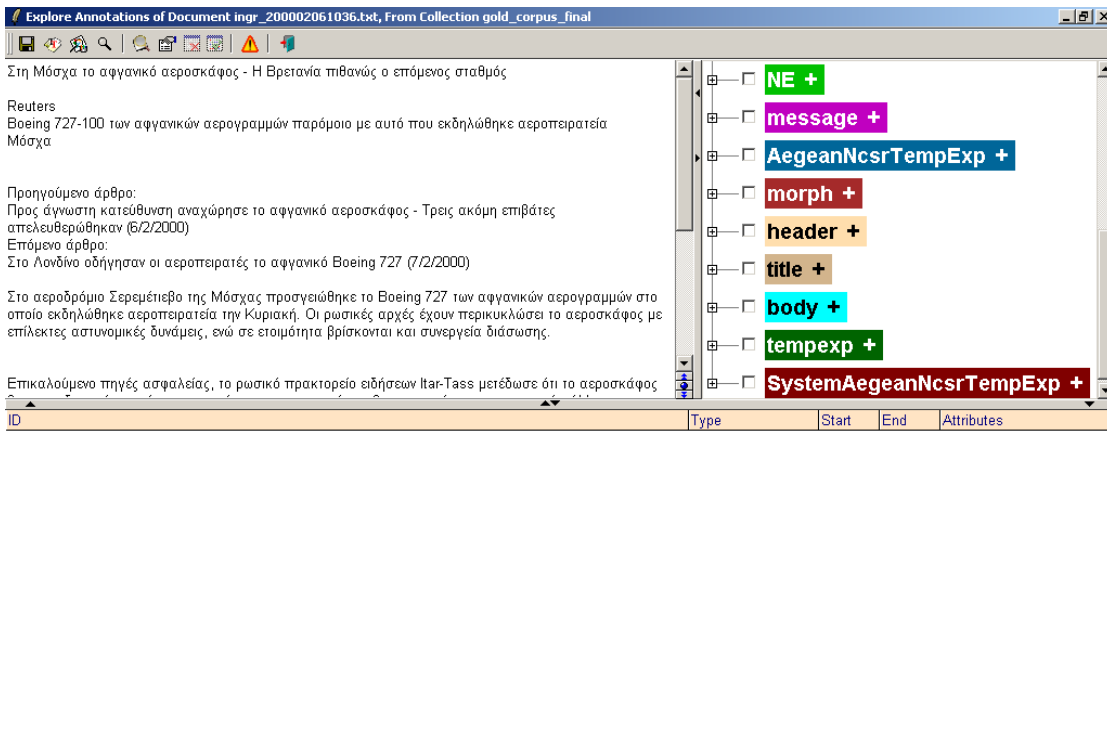 Explore Annotations of Document ingr_200002061036.txt, From Collection gold_corpus_final
Στη Μόσχα το αφγανικό αεροσκάφος - Η Βρετανία πιθανώς ο επόμενος σταθμός
Reuters
Boeing 727-100 των αφγανικών αερογραμμών παρόμοιο με αυτό που εκδηλώθηκε αεροπειρατεία
Μόσχα
Προηγούμενο άρθρο:
Προς άγνωστη κατεύθυνση αναχώρησε το αφγανικό αεροσκάφος - Τρεις ακόμη επιβάτες
απελευθερώθηκαν (6/2/2000)
Επόμενο άρθρο:
Στο Λονδίνο οδήγησαν οι αεροπειρατές το αφγανικό Boeing 727 (7/2/2000)
Στο αεροδρόμιο Σερεμέτιεβο της Μόσχας προσγειώθηκε το Boeing 727 των αφγανικών αερογραμμών στο
οποίο εκδηλώθηκε αεροπειρατεία την Κυριακή. Οι ρωσικές αρχές έχουν περικυκλώσει το αεροσκάφος με
επίλεκτες αστυνομικές δυνάμεις, ενώ σε ετοιμότητα βρίσκονται και συνεργεία διάσωσης.
Επικαλούμενο πηγές ασφαλείας, το ρωσικό πρακτορείο ειδήσεων Itar-Tass μετέδωσε ότι το αεροσκάφος
NE +
message +
AegeanNcsrTempExp +
morph +
header +
title +
body +
tempexp +
SystemAegeanNcsrTempExp +
ID Type Start End Attributes